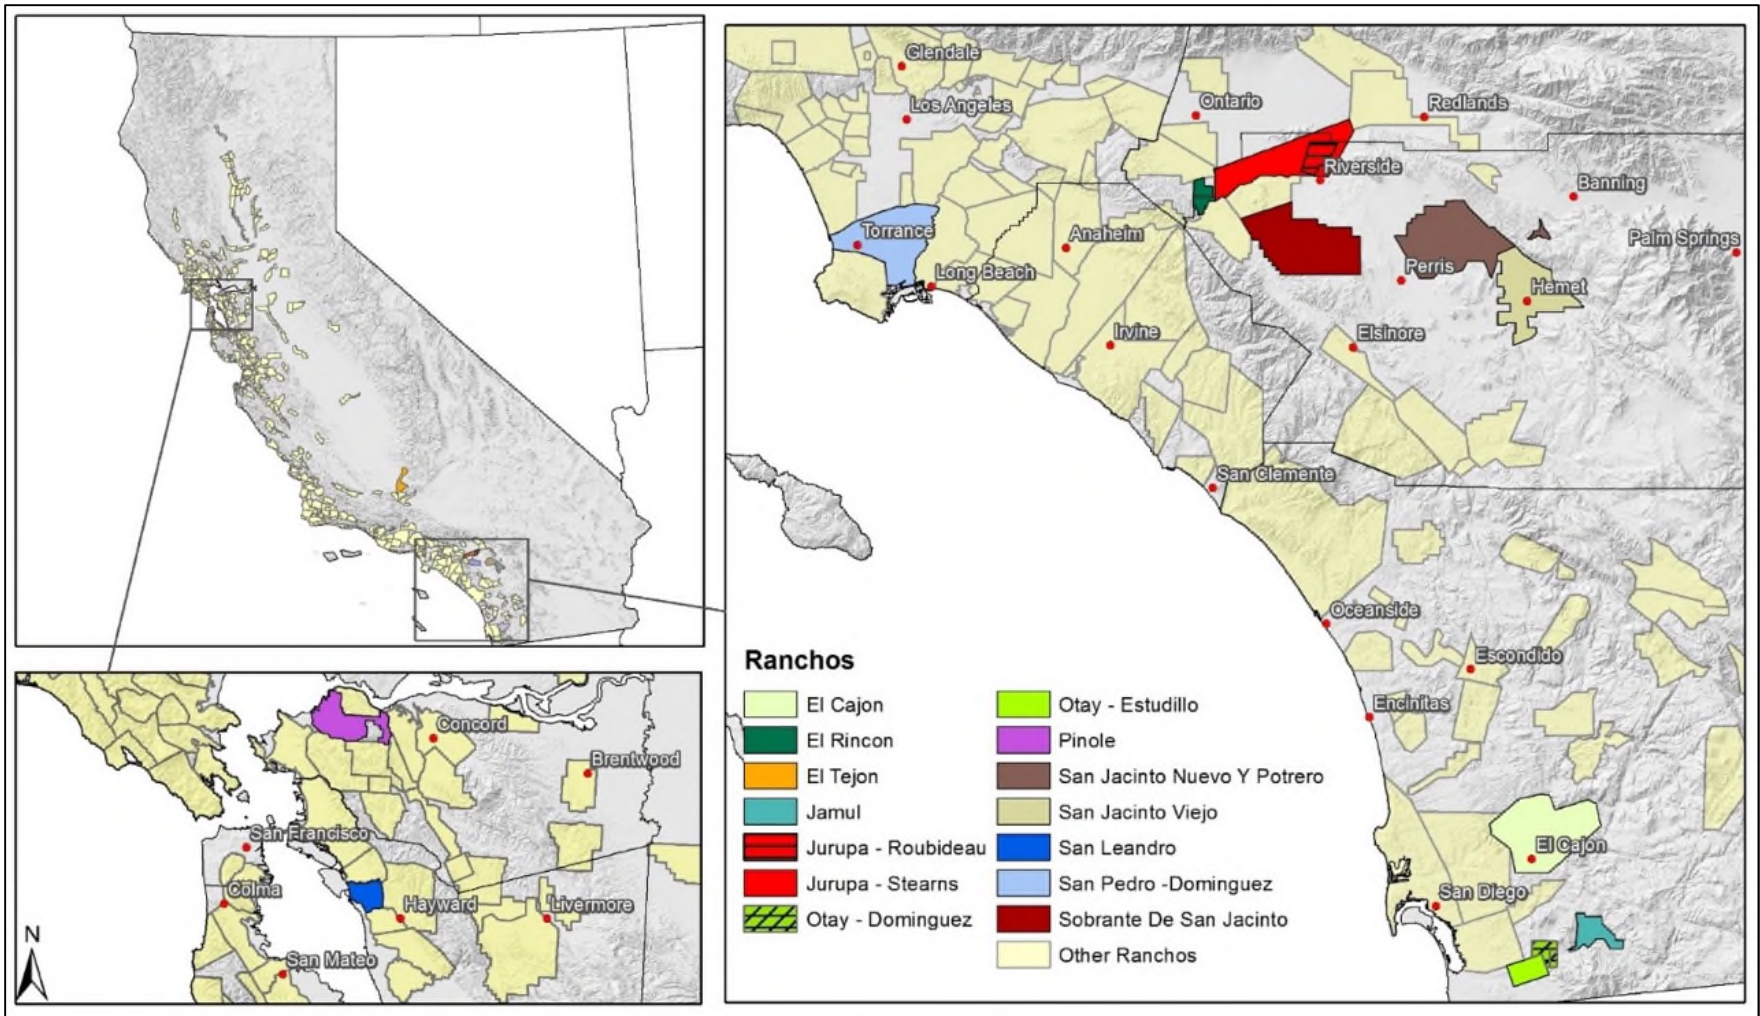 Glendale
Los Angeles
Ontario
Redlands
Riverside
Banning
Torrance
Anaheim
Palm Springs
Long Beach
Perris
Hemet
Irvine
Elsinore
San Clemente
Oceanside
Escondido
Encinitas
El Cajon
San Diego
Ranchos
El Cajon
El Rincon
El Tejon
Jamul
Jurupa - Roubideau
Jurupa - Stearns
Otay - Dominguez
Otay - Estudillo
Pinole
San Jacinto Nuevo Y Potrero
San Jacinto Viejo
San Leandro
San Pedro -Dominguez
Sobrante De San Jacinto
Other Ranchos
Concord
Brentwood
San Francisco
Colma
Hayward
Livermore
San Mateo
N